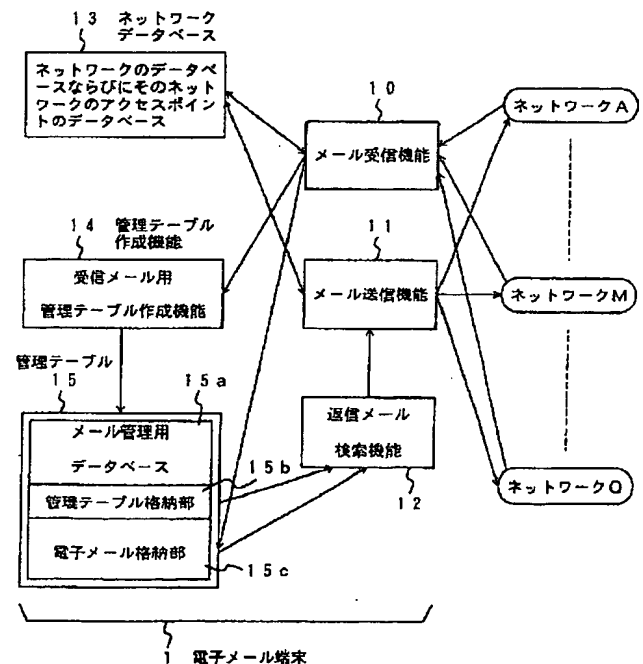 13 ネットワーク
データベース
ネットワークのデータベ
ースならびにそのネット
ワークのアクセスポイン
トのデータベース
10
メール受信機能
ネットワークA
14 管理テーブル
作成機能
受信メール用
管理テーブル作成機能
11
メール送信機能
ネットワークM
管理テーブル
15
15a
メール管理用
データベース
15b
管理テーブル格納部
電子メール格納部
15c
返信メール
検索機能
12
ネットワークO
1 電子メール端末